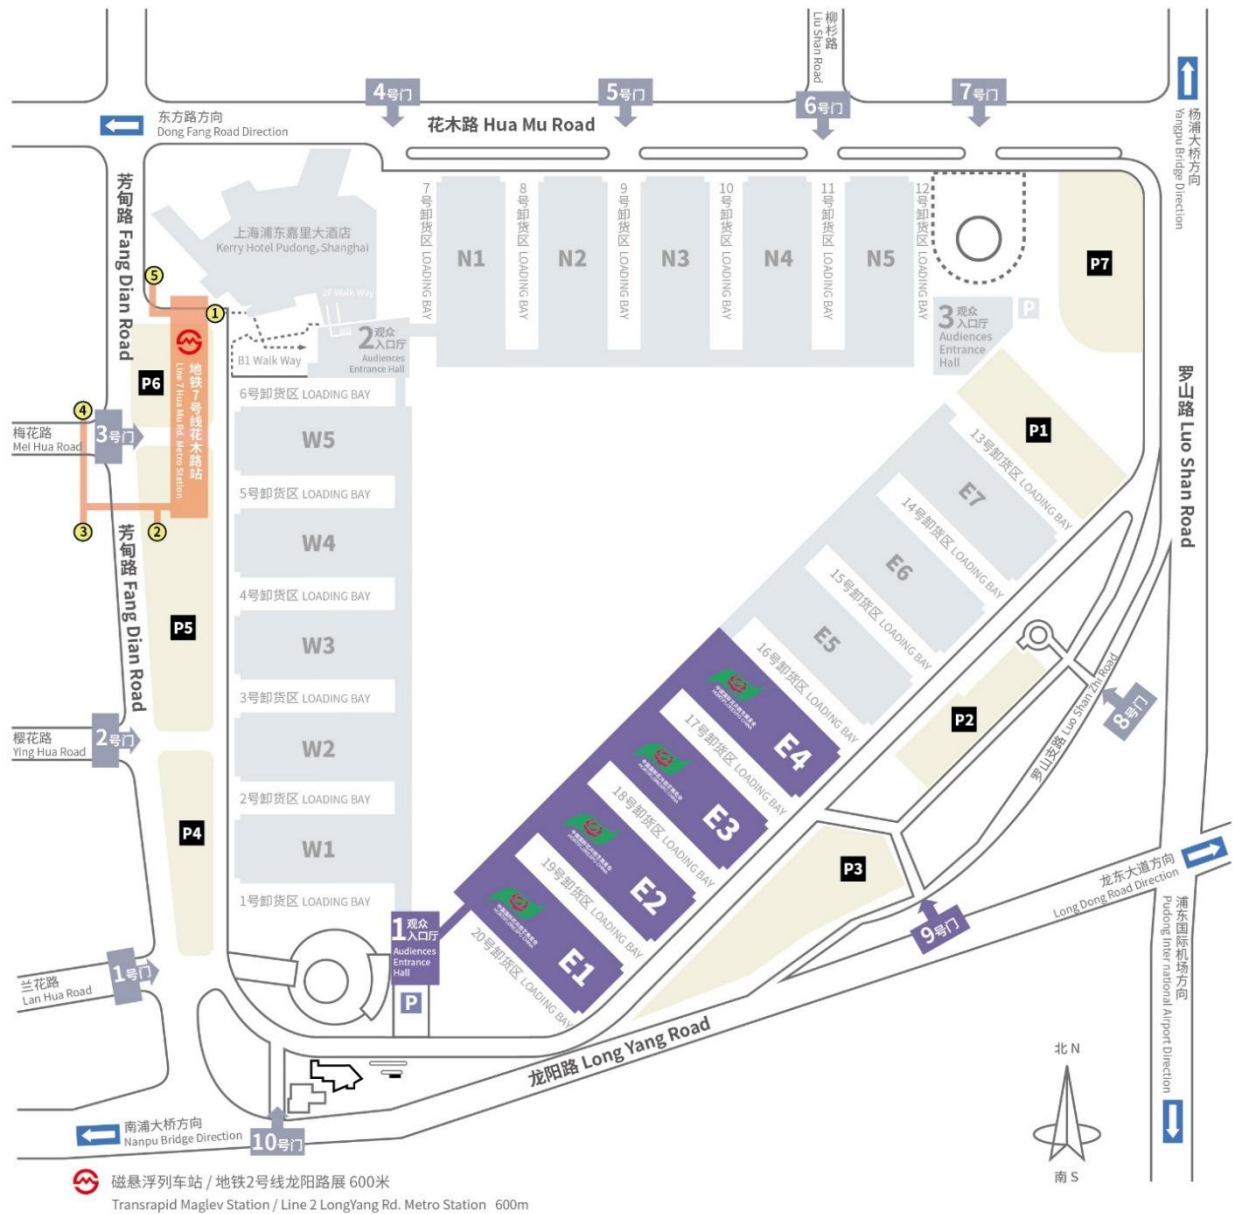 柳杉路
Liu Shan Road
4号门
5号门
6号门
7号门
东方路方向
Dong Fang Road Direction
花木路 Hua Mu Road
杨浦大桥方向
Yangpu Bridge Direction
芳甸路 Fang Dian Road
上海浦东嘉里大酒店
Kerry Hotel Pudong, Shanghai
2F Walk Way
B1 Walk Way
7号卸货区 LOADING BAY
N1
8号卸货区 LOADING BAY
N2
9号卸货区 LOADING BAY
N3
10号卸货区 LOADING BAY
N4
11号卸货区 LOADING BAY
N5
12号卸货区 LOADING BAY
P7
2 观众
入口厅
Audiences
Entrance Hall
3 观众
入口厅
Audiences
Entrance
Hall
P
5
1
地铁7号线花木路站
Line 7 Hua Mu Rd. Metro Station
P6
4
3号门
梅花路
Mei Hua Road
3
2
芳甸路 Fang Dian Road
P5
2号门
樱花路
Ying Hua Road
P4
1号门
兰花路
Lan Hua Road
6号卸货区 LOADING BAY
W5
5号卸货区 LOADING BAY
W4
4号卸货区 LOADING BAY
W3
3号卸货区 LOADING BAY
W2
2号卸货区 LOADING BAY
W1
1号卸货区 LOADING BAY
罗山路 Luo Shan Road
P1
13号卸货区 LOADING BAY
E7
14号卸货区 LOADING BAY
E6
15号卸货区 LOADING BAY
E5
16号卸货区 LOADING BAY
E4
17号卸货区 LOADING BAY
E3
18号卸货区 LOADING BAY
E2
19号卸货区 LOADING BAY
E1
20号卸货区 LOADING BAY
P2
罗山支路 Luo Shan Zhi Road
8号门
P3
9号门
龙东大道方向
Long Dong Road Direction
浦东国际机场方向
Pudong International Airport Direction
1 观众
入口厅
Audiences
Entrance
Hall
P
龙阳路 Long Yang Road
南浦大桥方向
Nanpu Bridge Direction
10号门
北 N
南 S
磁悬浮列车站 / 地铁2号线龙阳路展 600米
Transrapid Maglev Station / Line 2 LongYang Rd. Metro Station 600m